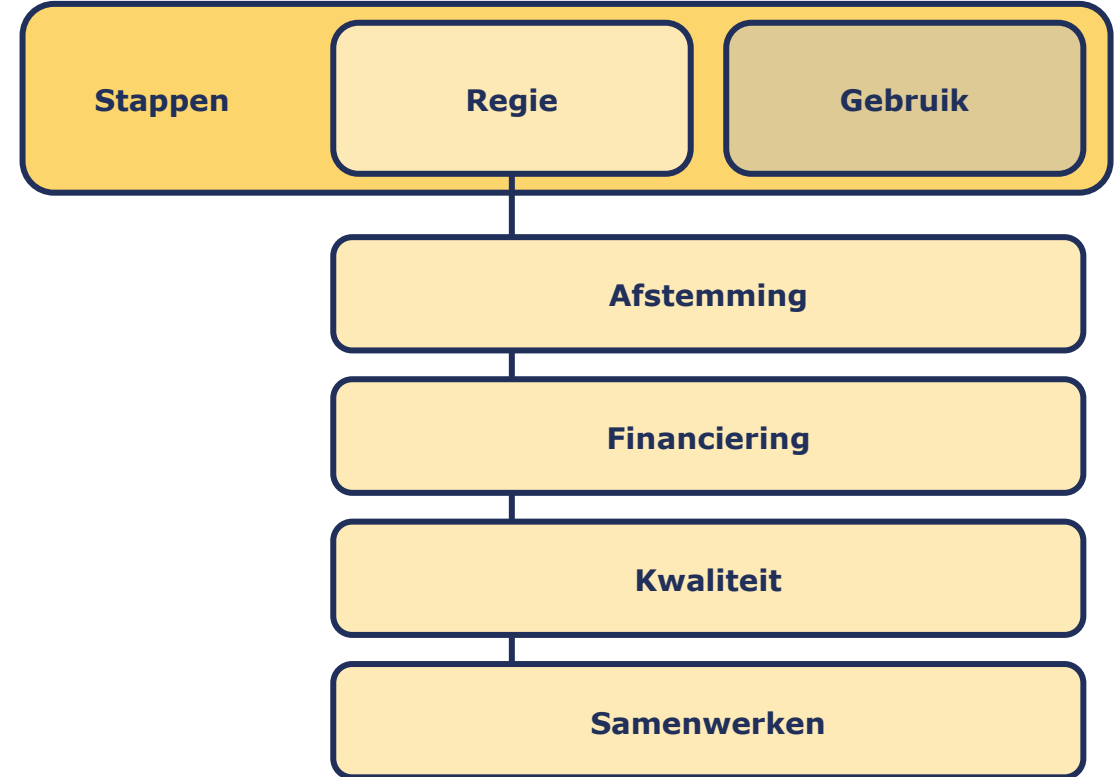 Stappen
Regie
Gebruik
Afstemming
Financiering
Kwaliteit
Samenwerken